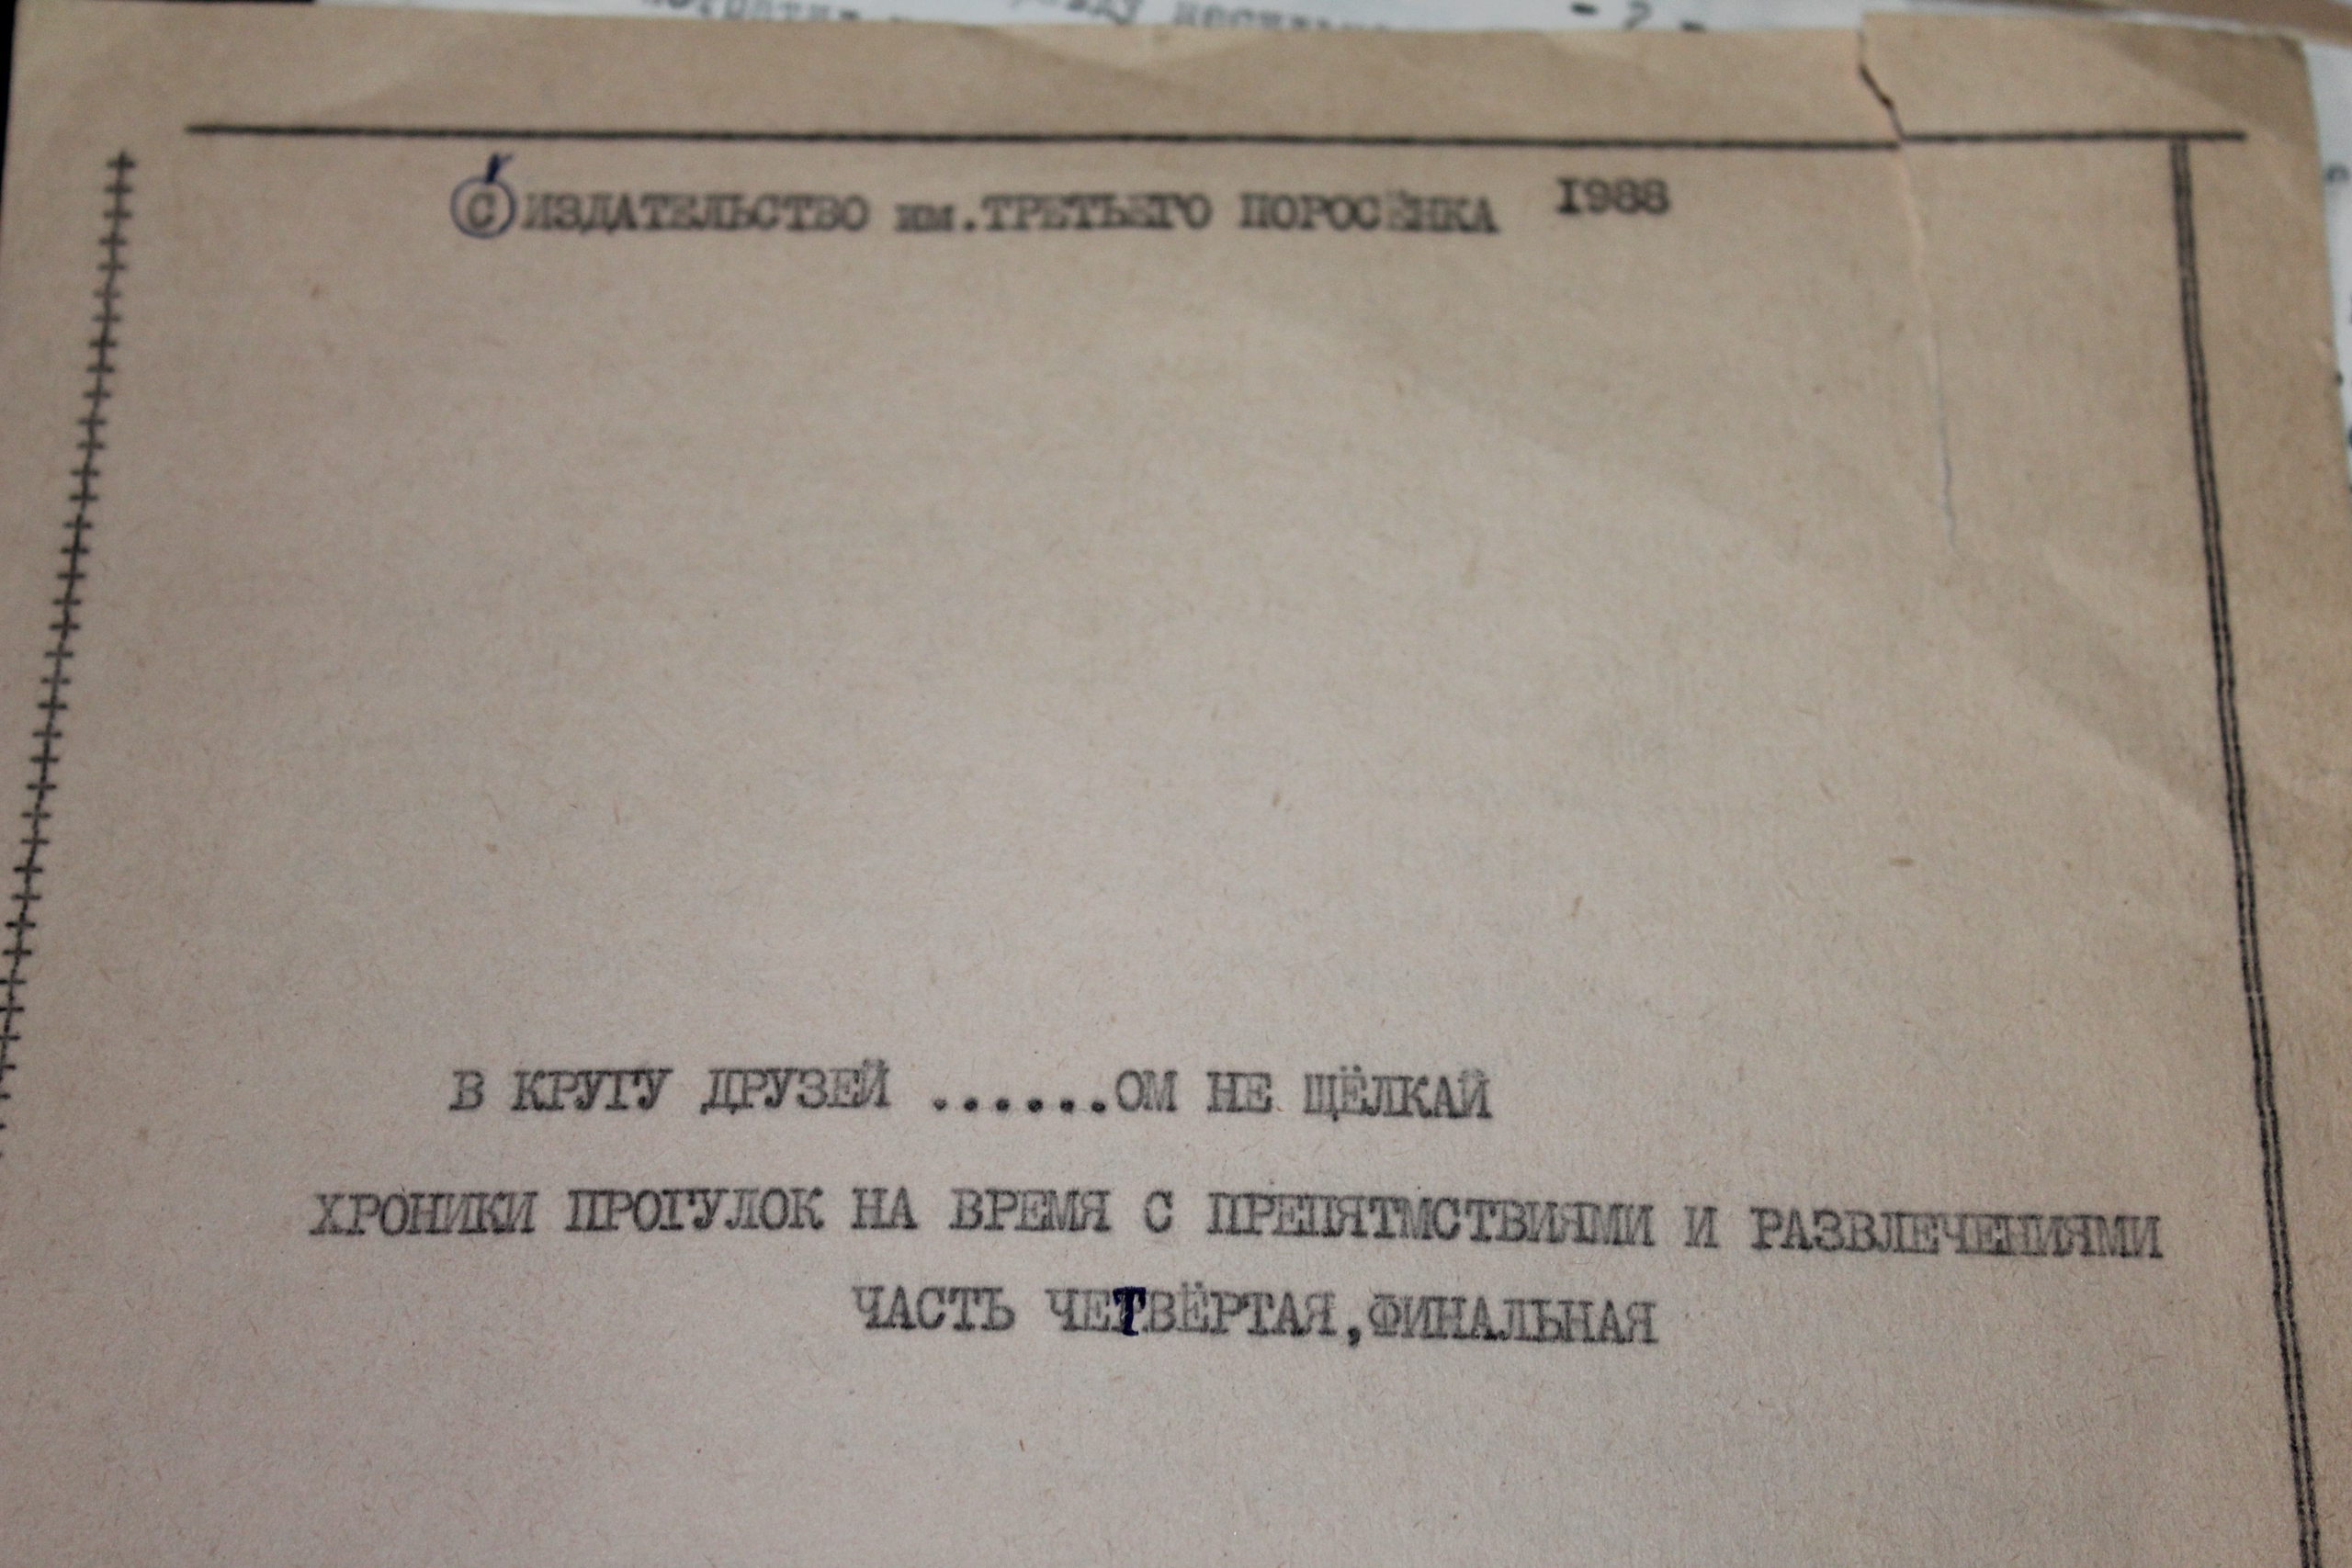 - 2 -
© ИЗДАТЕЛЬСТВО им.ТРЕТЬЕГО ПОРОСЁНКА 1988
В КРУГУ ДРУЗЕЙ ......ОМ НЕ ЩЁЛКАЙ
ХРОНИКИ ПРОГУЛОК НА ВРЕМЯ С ПРЕПЯТМСТВИЯМИ И РАЗВЛЕЧЕНИЯМИ
ЧАСТЬ ЧЕТВЁРТАЯ,ФИНАЛЬНАЯ